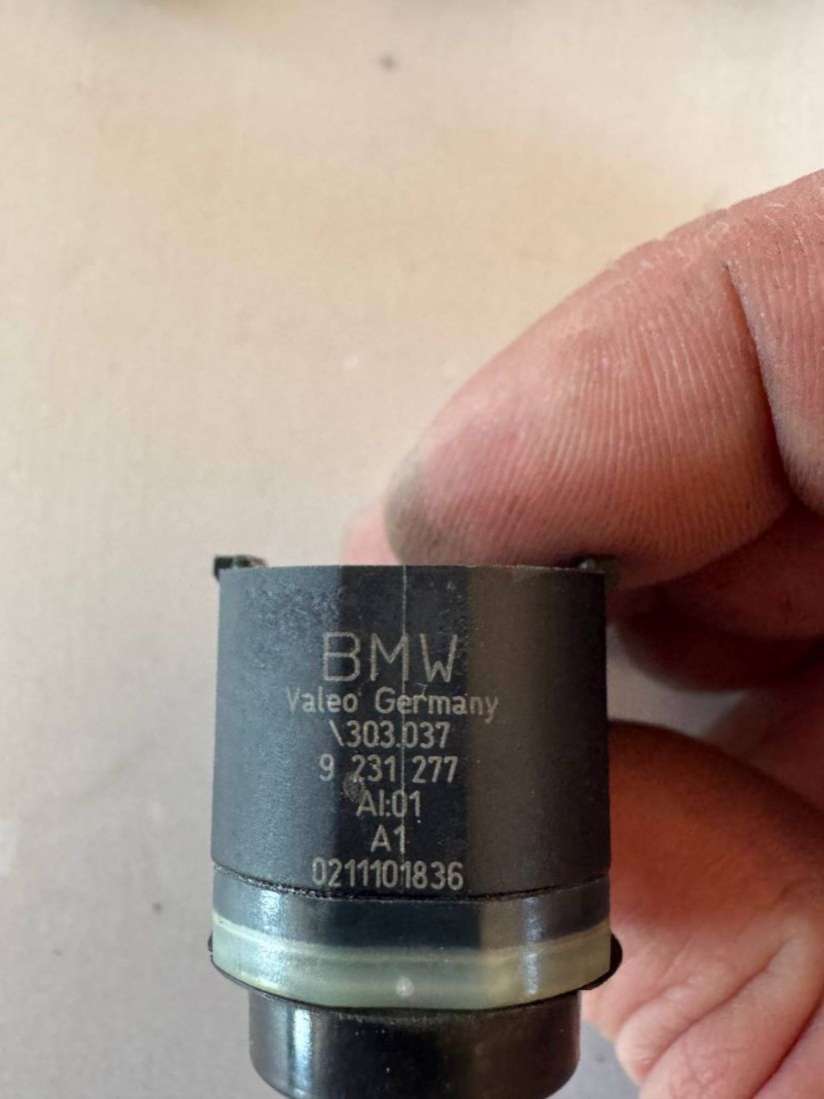 BMW
Valeo Germany
\303.037
9 231 277
AI:01
A1
0211101836